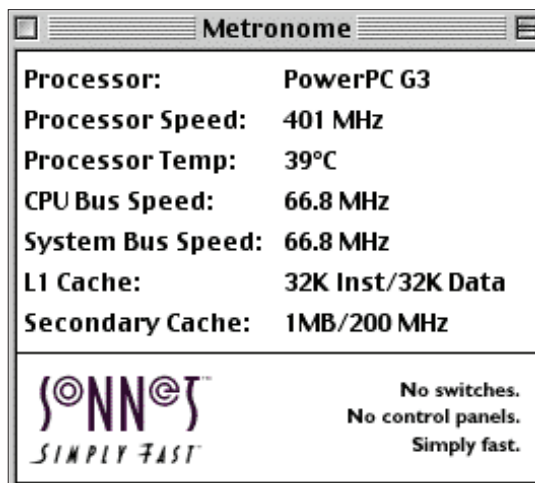 Metronome
Processor: PowerPC G3
Processor Speed: 401 MHz
Processor Temp: 39°C
CPU Bus Speed: 66.8 MHz
System Bus Speed: 66.8 MHz
L1 Cache: 32K Inst/32K Data
Secondary Cache: 1MB/200 MHz
SONNET
SIMPLY FAST
No switches.
No control panels.
Simply fast.